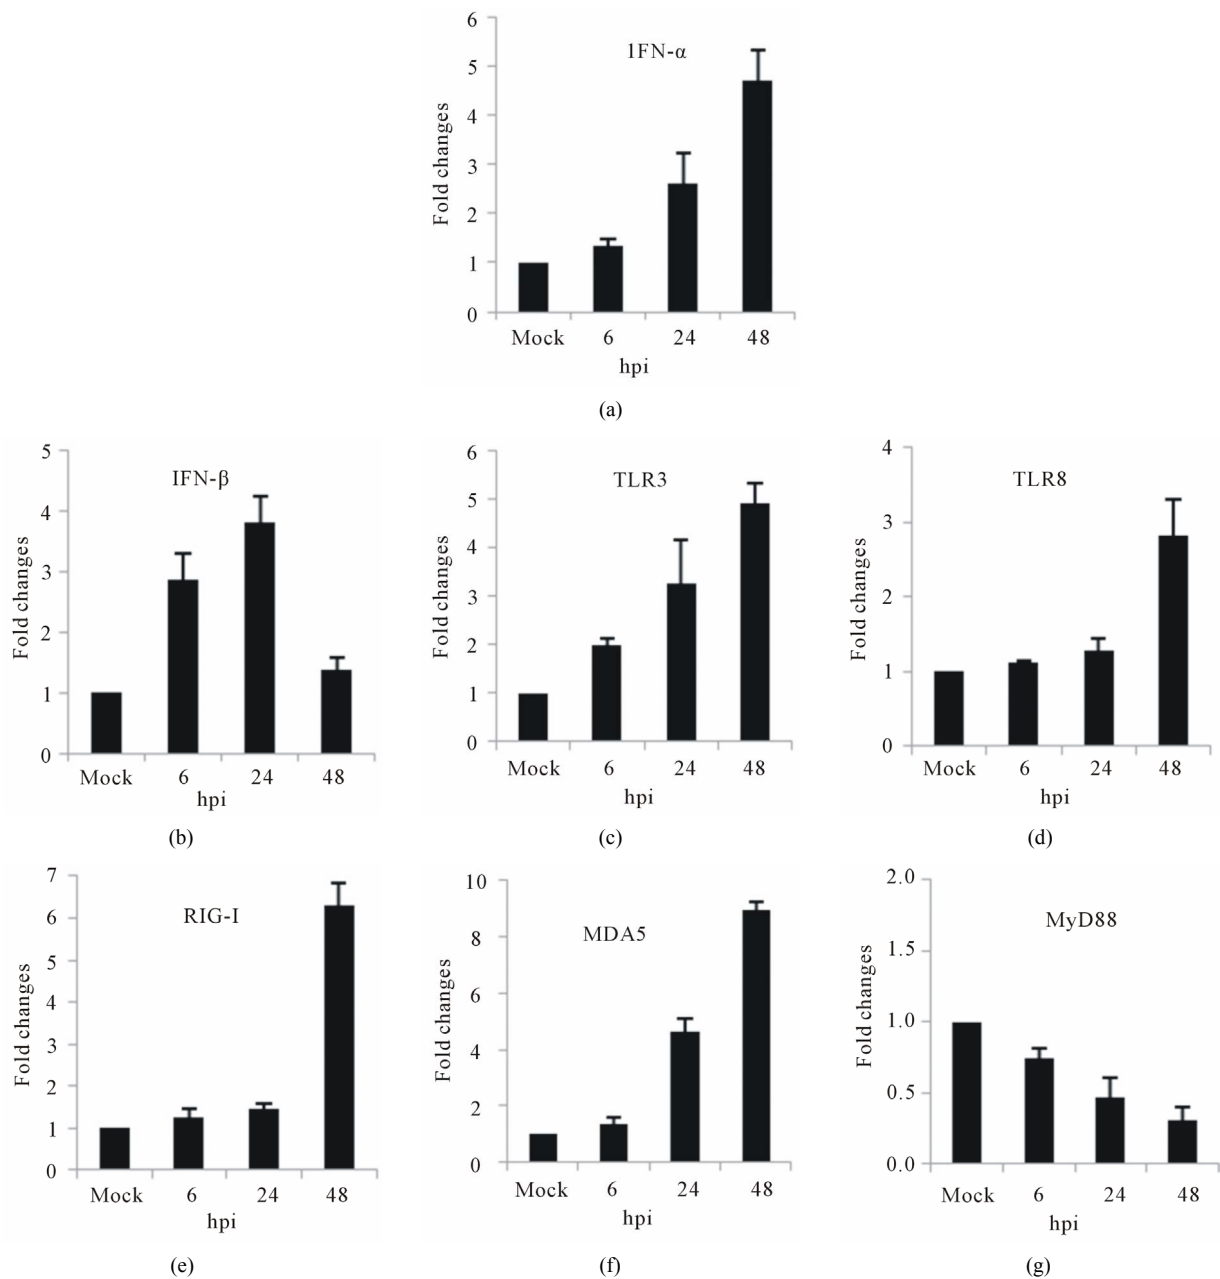 6
1FN-α
5
4
3
2
1
0
Fold changes
Mock 6 24 48
hpi
(a)
5
IFN-β
4
3
2
1
0
Fold changes
Mock 6 24 48
hpi
(b)
6
TLR3
5
4
3
2
1
0
Fold changes
Mock 6 24 48
hpi
(c)
4
TLR8
3
2
1
0
Fold changes
Mock 6 24 48
hpi
(d)
7
RIG-I
6
5
4
3
2
1
0
Fold changes
Mock 6 24 48
hpi
(e)
10
MDA5
8
6
4
2
0
Fold changes
Mock 6 24 48
hpi
(f)
2.0
MyD88
1.5
1.0
0.5
0.0
Fold changes
Mock 6 24 48
hpi
(g)